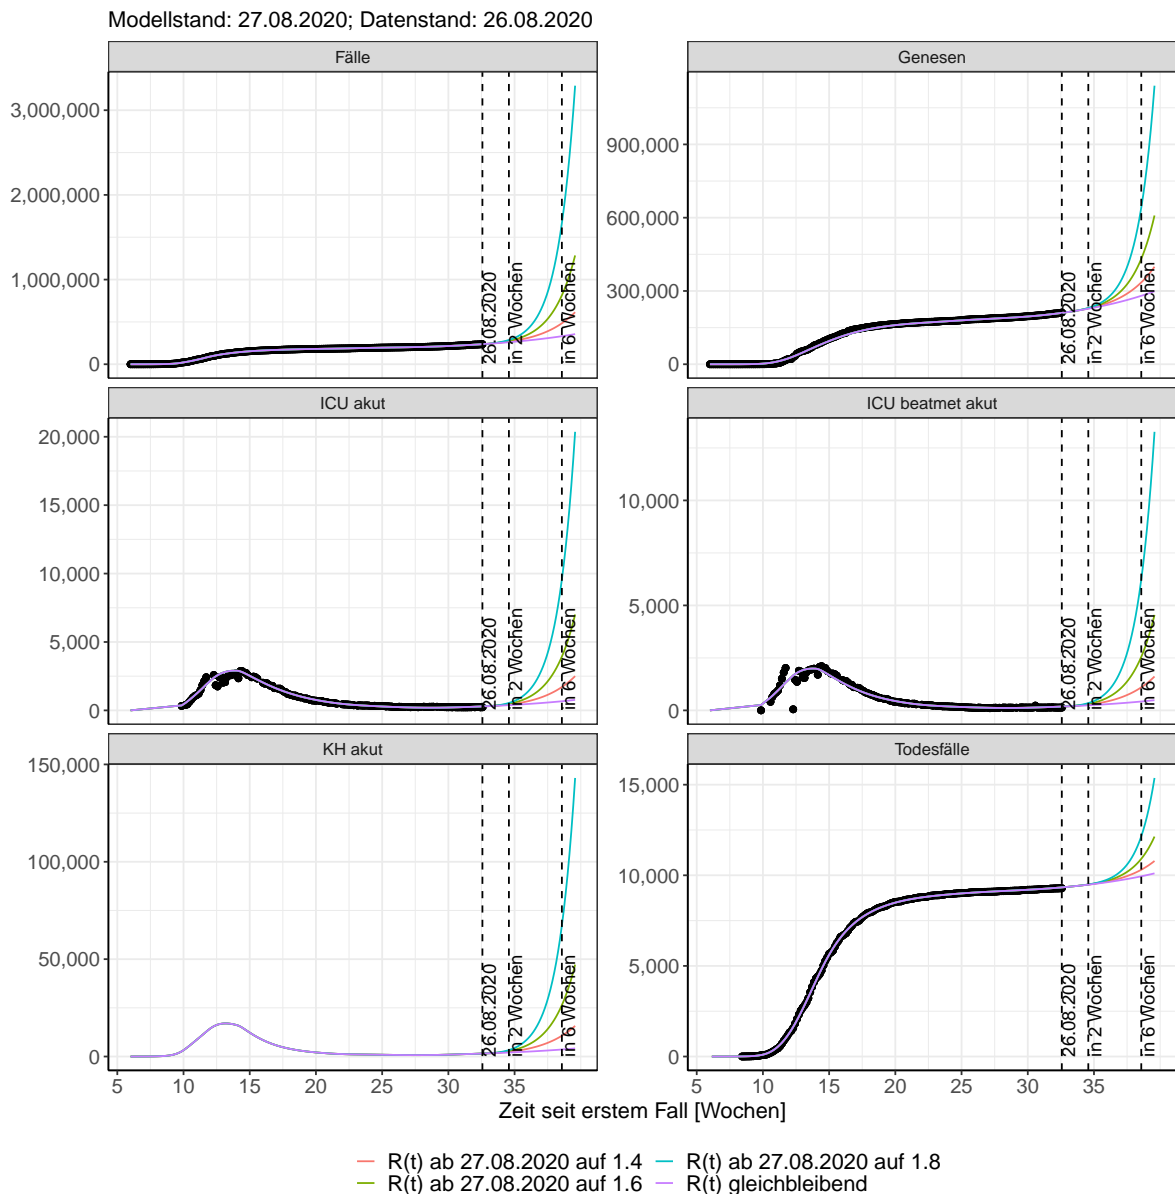 Modellstand: 27.08.2020; Datenstand: 26.08.2020
Fälle
Genesen
3,000,000
2,000,000
1,000,000
0
26.08.2020
in 2 Wochen
in 6 Wochen
900,000
600,000
300,000
0
26.08.2020
in 2 Wochen
in 6 Wochen
ICU akut
ICU beatmet akut
20,000
15,000
10,000
5,000
0
26.08.2020
in 2 Wochen
in 6 Wochen
10,000
5,000
0
26.08.2020
in 2 Wochen
in 6 Wochen
KH akut
Todesfälle
150,000
100,000
50,000
0
26.08.2020
in 2 Wochen
in 6 Wochen
15,000
10,000
5,000
0
26.08.2020
in 2 Wochen
in 6 Wochen
5 10 15 20 25 30 35
5 10 15 20 25 30 35
Zeit seit erstem Fall [Wochen]
R(t) ab 27.08.2020 auf 1.4
R(t) ab 27.08.2020 auf 1.8
R(t) ab 27.08.2020 auf 1.6
R(t) gleichbleibend